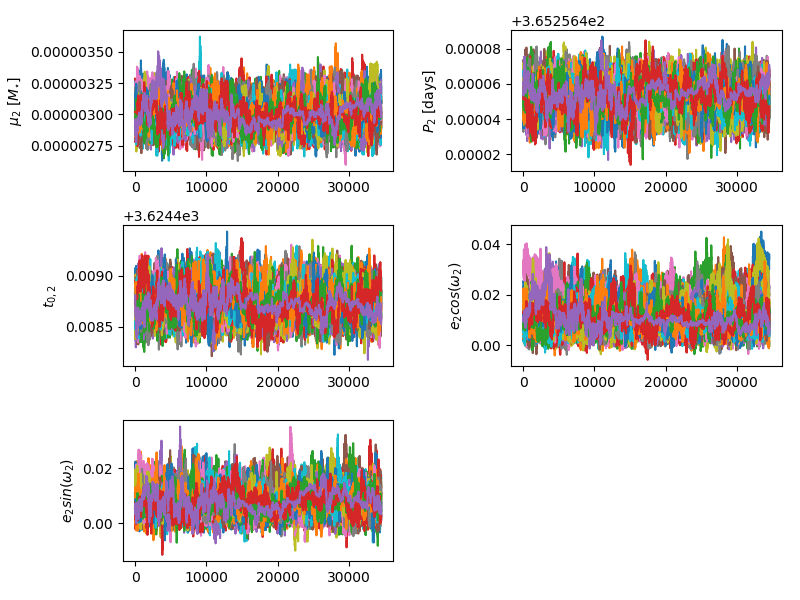 +3.652564e2
0.00000350
0.00000325
0.00000300
0.00000275
μ₂ [M⋆]
0 10000 20000 30000
0.00008
0.00006
0.00004
0.00002
P₂ [days]
0 10000 20000 30000
+3.6244e3
0.0090
0.0085
t₀,₂
0 10000 20000 30000
0.04
0.02
0.00
e₂cos(ω₂)
0 10000 20000 30000
0.02
0.00
e₂sin(ω₂)
0 10000 20000 30000